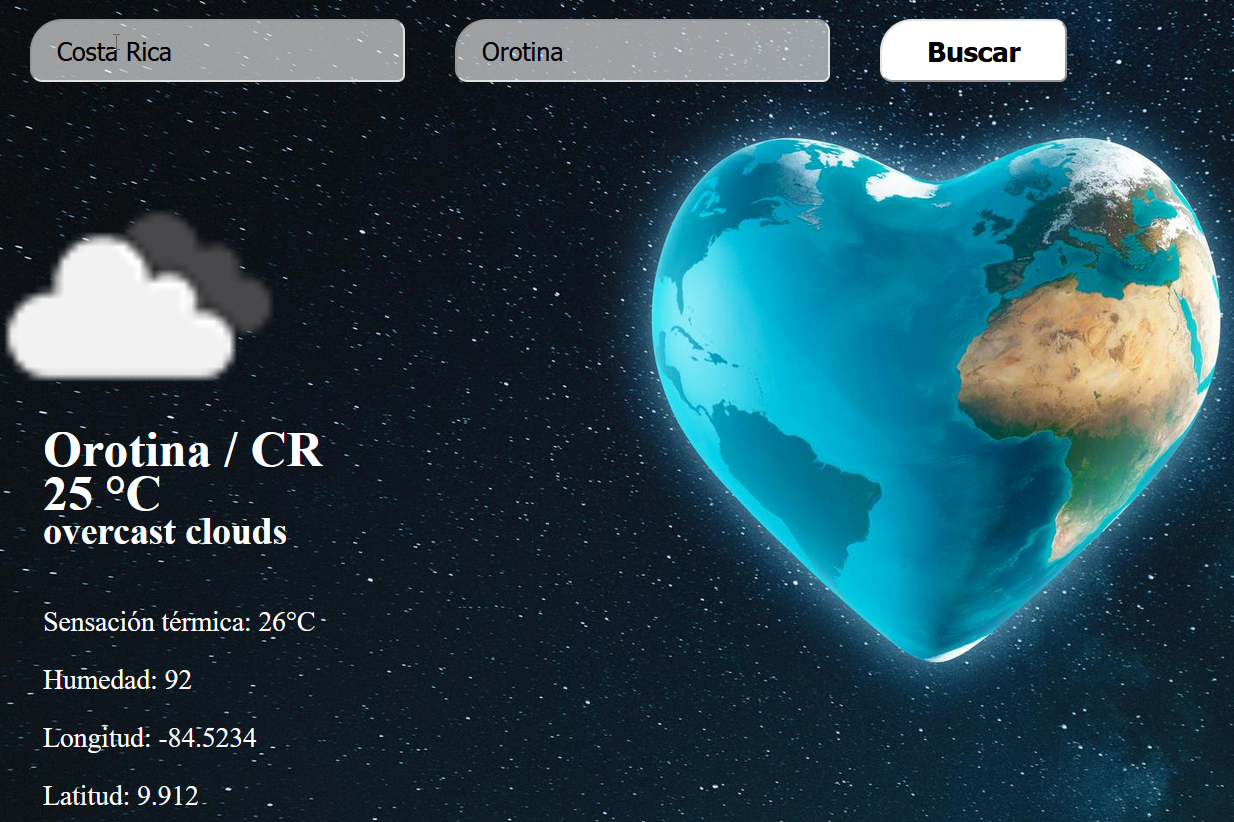 Costa Rica
Orotina
Buscar
Orotina / CR
25 °C
overcast clouds
Sensación térmica: 26°C
Humedad: 92
Longitud: -84.5234
Latitud: 9.912